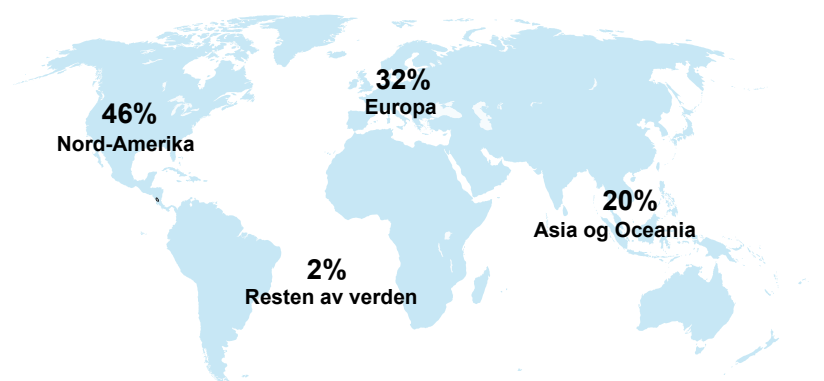 32%
Europa
46%
Nord-Amerika
20%
Asia og Oceania
2%
Resten av verden